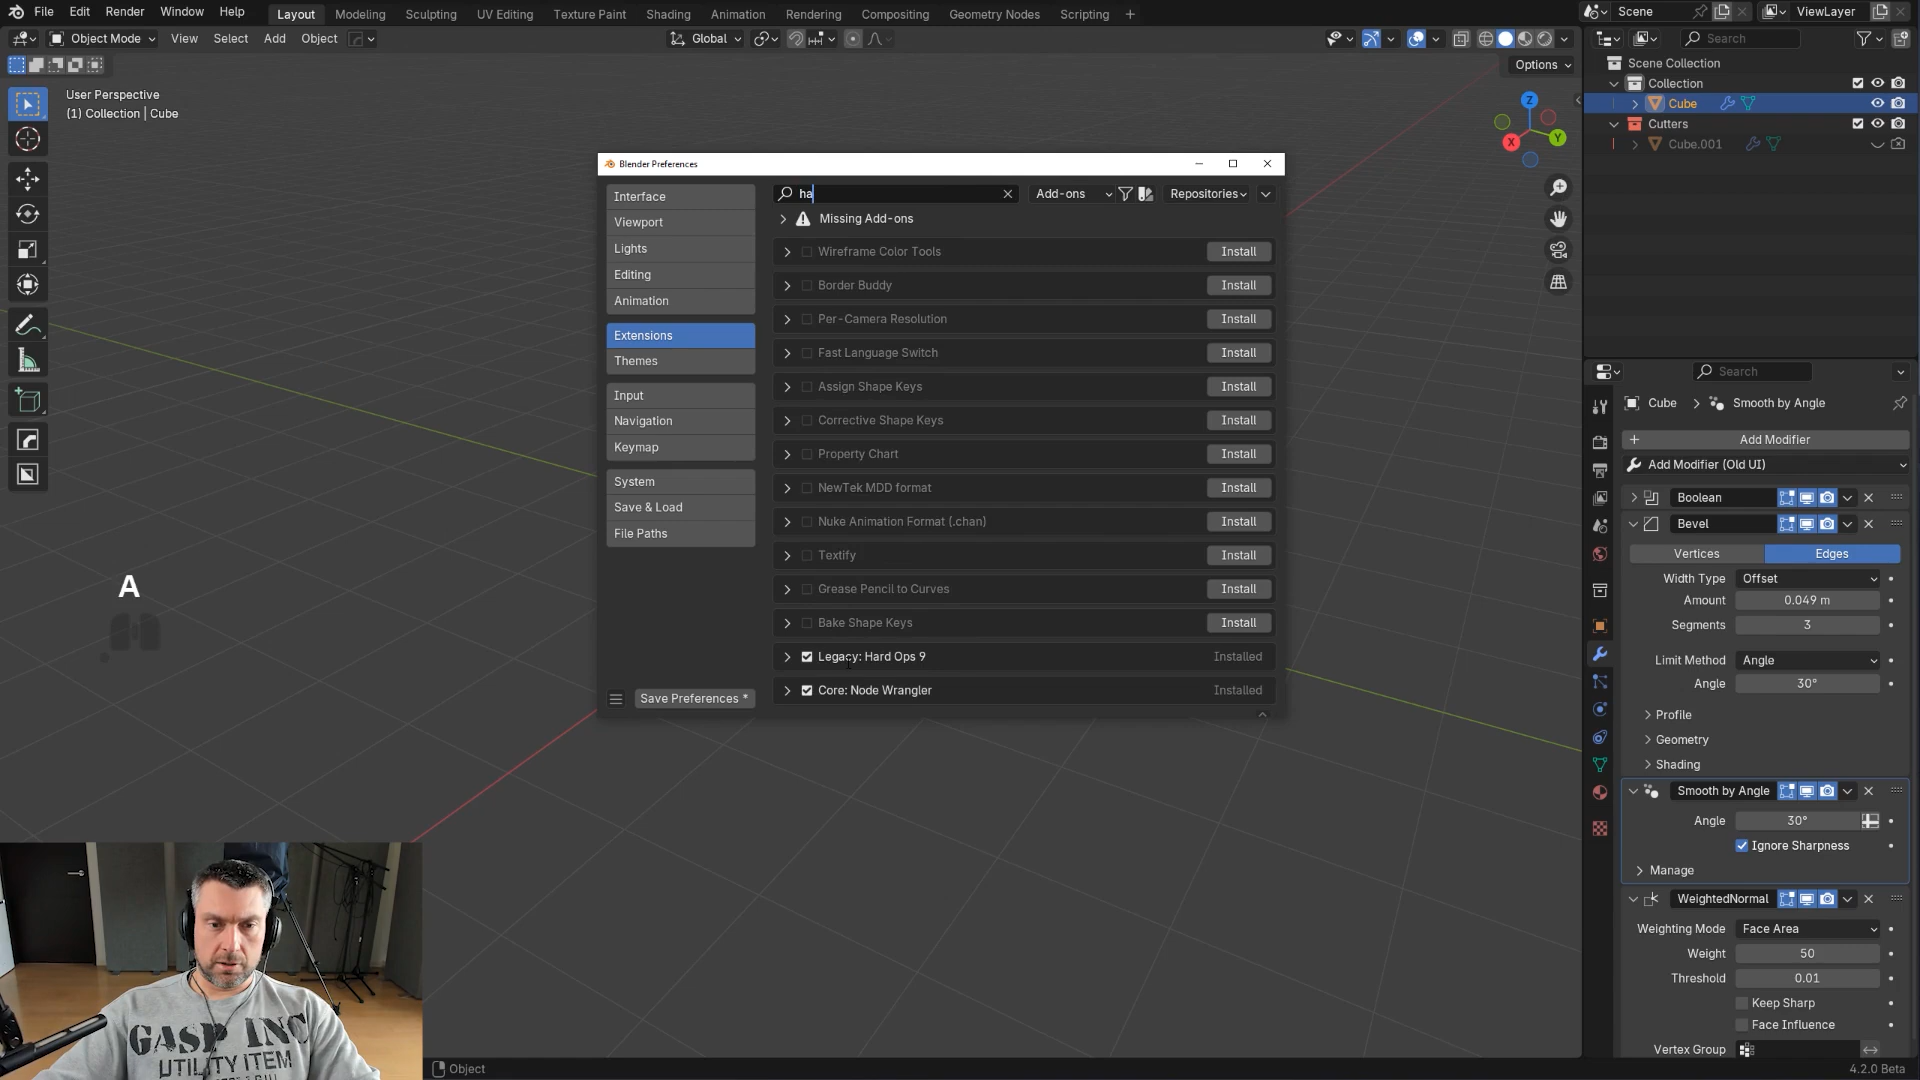 File Edit Render Window Help Layout Modeling Sculpting UV Editing Texture Paint Shading Animation Rendering Compositing Geometry Nodes Scripting + Scene ViewLayer
Object Mode View Select Add Object Global Search
Options
User Perspective
(1) Collection | Cube
Z
Y
X
Scene Collection
Collection
Cube
Cutters
Cube.001
Blender Preferences
Interface
Viewport
Lights
Editing
Animation
Extensions
Themes
Input
Navigation
Keymap
System
Save & Load
File Paths
Save Preferences *
ha Add-ons Repositories
Missing Add-ons
Wireframe Color Tools Install
Border Buddy Install
Per-Camera Resolution Install
Fast Language Switch Install
Assign Shape Keys Install
Corrective Shape Keys Install
Property Chart Install
NewTek MDD format Install
Nuke Animation Format (.chan) Install
Textify Install
Grease Pencil to Curves Install
Bake Shape Keys Install
Legacy: Hard Ops 9 Installed
Core: Node Wrangler Installed
Search
Cube > Smooth by Angle
+ Add Modifier
Add Modifier (Old UI)
Boolean
Bevel
Vertices Edges
Width Type Offset
Amount 0.049 m
Segments 3
Limit Method Angle
Angle 30°
Profile
Geometry
Shading
Smooth by Angle
Angle 30°
Ignore Sharpness
Manage
WeightedNormal
Weighting Mode Face Area
Weight 50
Threshold 0.01
Keep Sharp
Face Influence
Vertex Group
A
GASP INC
UTILITY ITEM
Object
4.2.0 Beta